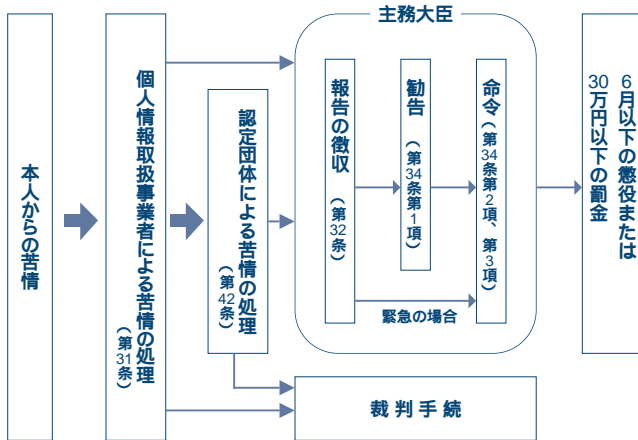 本人からの苦情
個人情報取扱事業者による苦情の処理
（第31条）
認定団体による苦情の処理
（第42条）
主務大臣
報告の徴収（第32条）
勧告（第34条第1項）
命令（第34条第2項、第3項）
緊急の場合
6月以下の懲役または
30万円以下の罰金
裁判手続